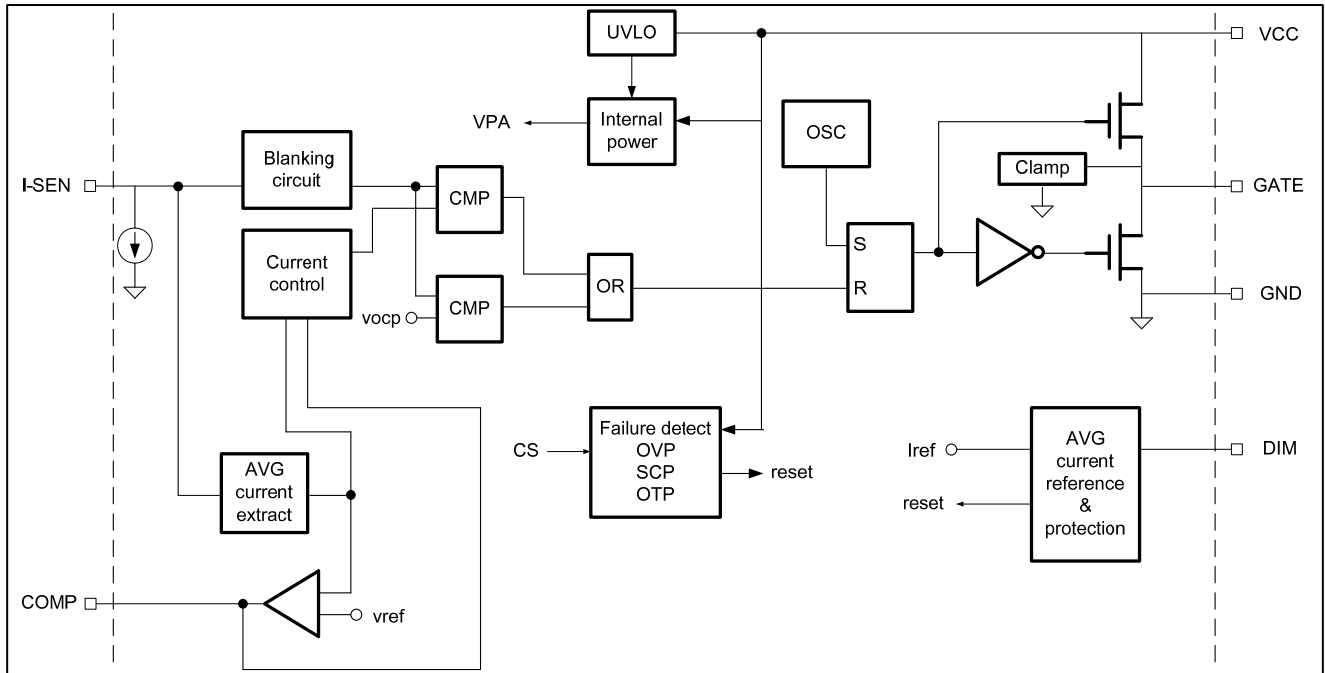 UVLO
VCC
VPA
Internal
power
OSC
Blanking
circuit
Clamp
I-SEN
CMP
GATE
Current
control
S
R
OR
vocp
CMP
GND
CS
Failure detect
OVP
SCP
OTP
reset
Iref
reset
AVG
current
reference
&
protection
DIM
AVG
current
extract
COMP
vref